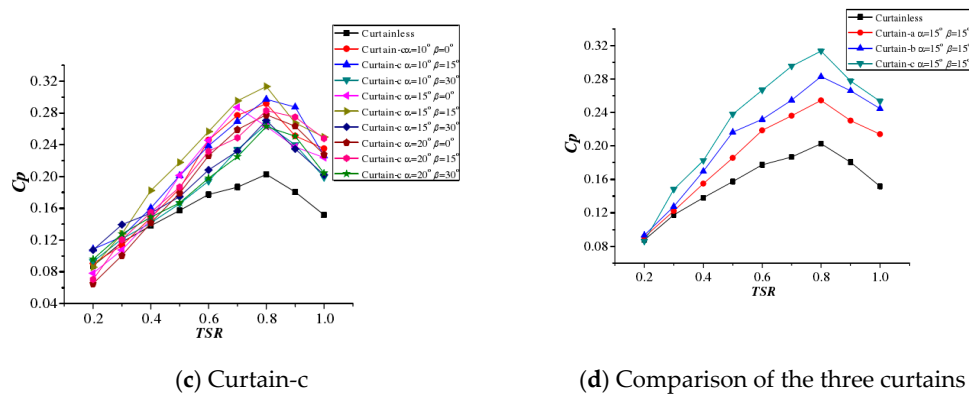 Curtainless
Curtain-cα=10° β=0°
Curtain-c α=10° β=15°
Curtain-c α=10° β=30°
Curtain-c α=15° β=0°
Curtain-c α=15° β=15°
Curtain-c α=15° β=30°
Curtain-c α=20° β=0°
Curtain-c α=20° β=15°
Curtain-c α=20° β=30°
0.32
0.28
0.24
0.20
0.16
0.12
0.08
0.04
Cp
0.2 0.4 0.6 0.8 1.0
TSR
(c) Curtain-c
Curtainless
Curtain-a α=15° β=15°
Curtain-b α=15° β=15°
Curtain-c α=15° β=15°
0.32
0.28
0.24
0.20
0.16
0.12
0.08
Cp
0.2 0.4 0.6 0.8 1.0
TSR
(d) Comparison of the three curtains